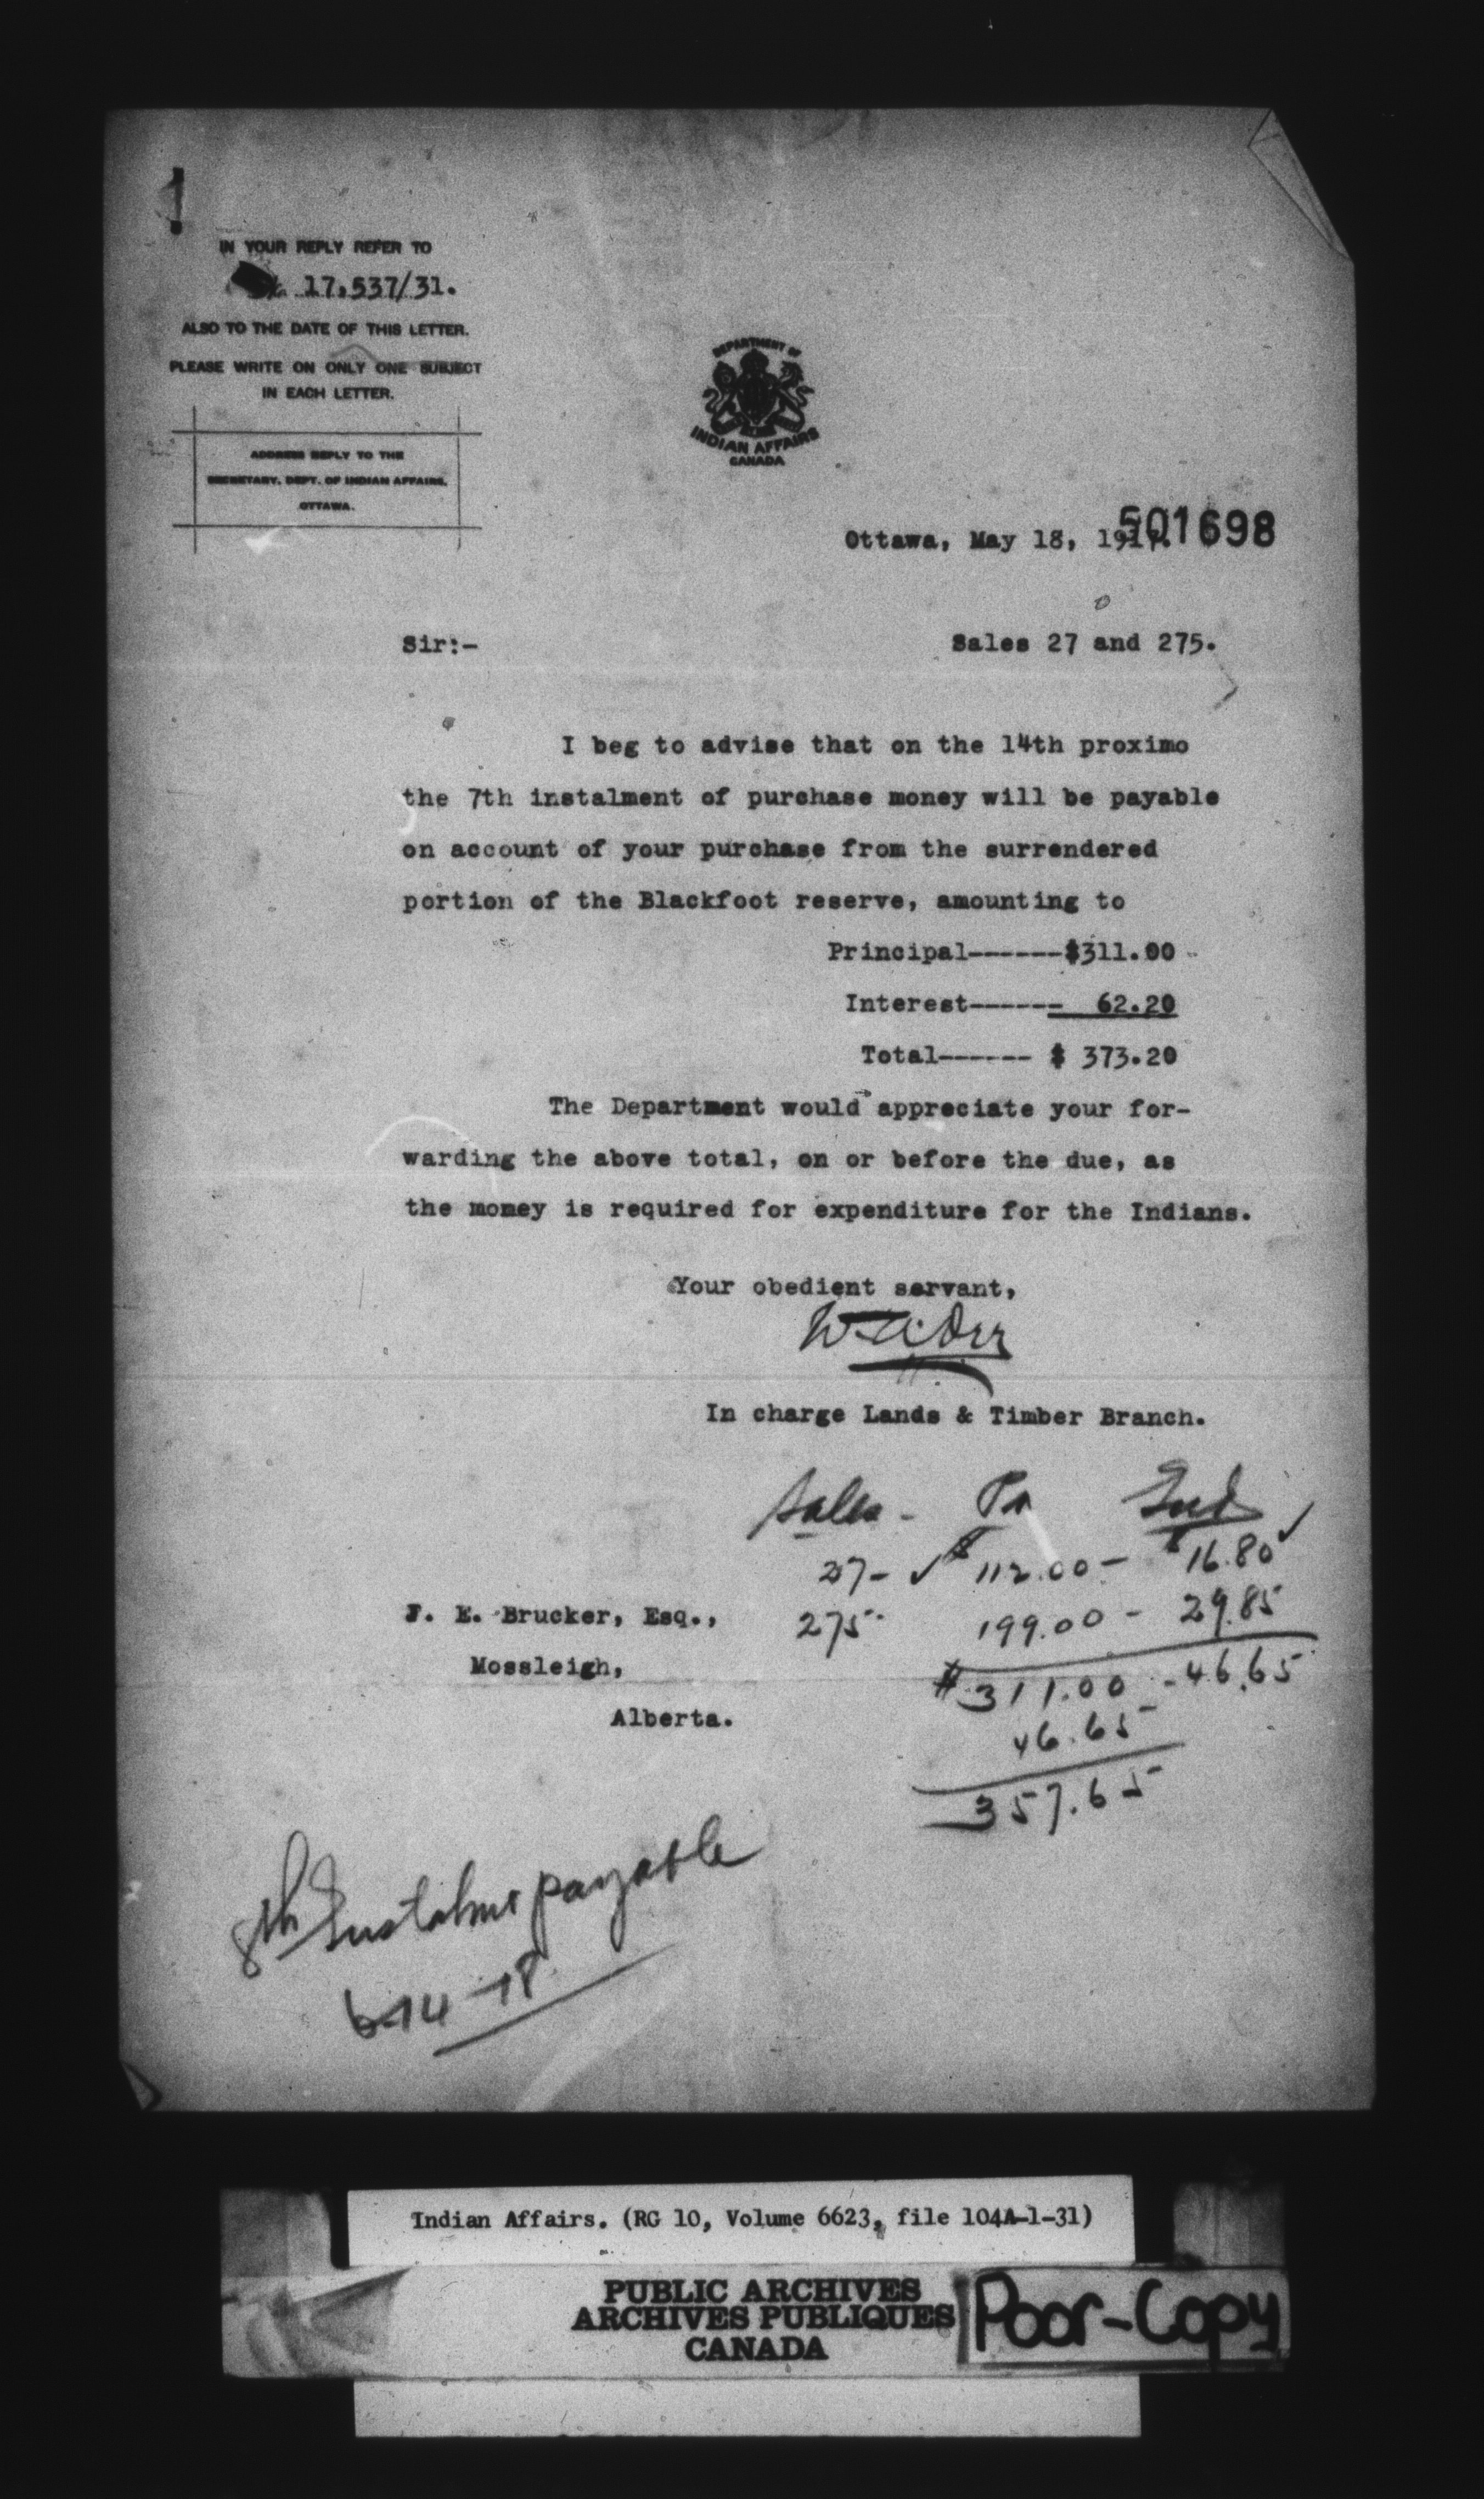 IN YOUR REPLY REFER TO
17,537/31.
ALSO TO THE DATE OF THIS LETTER.
PLEASE WRITE ON ONLY ONE SUBJECT
IN EACH LETTER.
ADDRESS REPLY TO THE
SECRETARY, DEPT. OF INDIAN AFFAIRS,
OTTAWA.
DEPARTMENT OF
INDIAN AFFAIRS
CANADA
501698
Ottawa, May 18, 1917.
Sir:-
Sales 27 and 275.
I beg to advise that on the 14th proximo
the 7th instalment of purchase money will be payable
on account of your purchase from the surrendered
portion of the Blackfoot reserve, amounting to
Principal------$311.00
Interest------ 62.20
Total------ $ 373.20
The Department would appreciate your for-
warding the above total, on or before the due, as
the money is required for expenditure for the Indians.
Your obedient servant,
W.A.Orr
In charge Lands & Timber Branch.
Sales - Pr Int
27- ✓ $112.00 - $16.80 ✓
275- 199.00 - 29.85
$311.00 - 46.65
46.65
357.65
J. E. Brucker, Esq.,
Mossleigh,
Alberta.
8th Instalmt payable
6-14-18
Indian Affairs. (RG 10, Volume 6623, file 104A-1-31)
PUBLIC ARCHIVES
ARCHIVES PUBLIQUES
CANADA
Poor-Copy